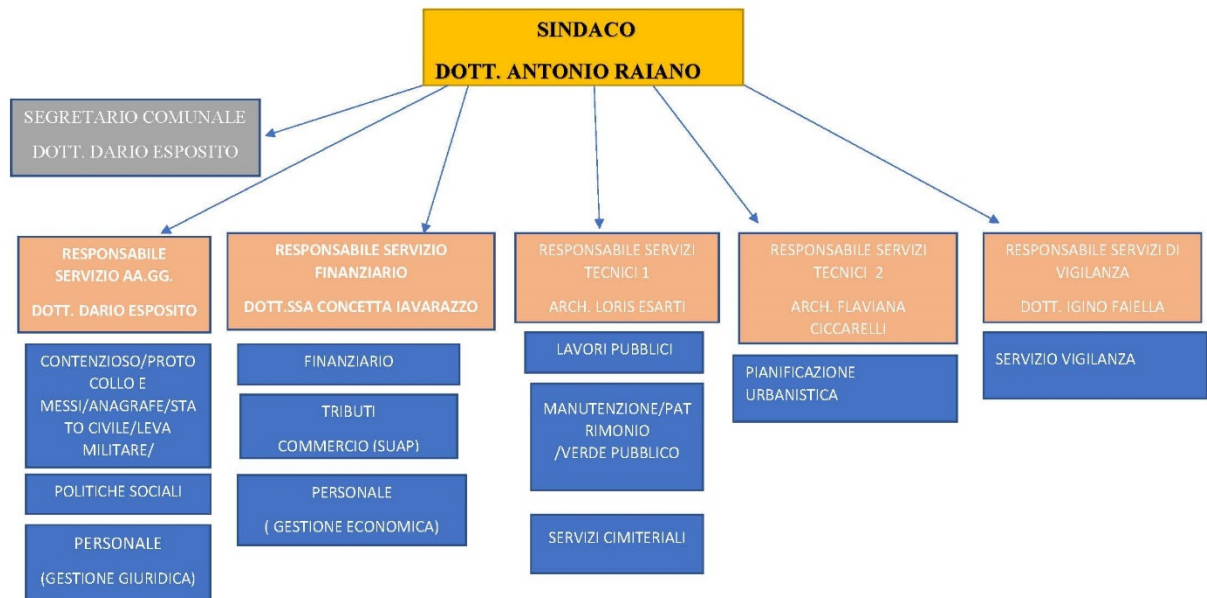 SINDACO
DOTT. ANTONIO RAIANO
SEGRETARIO COMUNALE
DOTT. DARIO ESPOSITO
RESPONSABILE
SERVIZIO AA.GG.
DOTT. DARIO ESPOSITO
CONTENZIOSO/PROTO
COLLO E
MESSI/ANAGRAFE/STA
TO CIVILE/LEVA
MILITARE/
POLITICHE SOCIALI
PERSONALE
(GESTIONE GIURIDICA)
RESPONSABILE SERVIZIO
FINANZIARIO
DOTT.SSA CONCETTA IAVARAZZO
FINANZIARIO
TRIBUTI
COMMERCIO (SUAP)
PERSONALE
( GESTIONE ECONOMICA)
RESPONSABILE SERVIZI
TECNICI 1
ARCH. LORIS ESARTI
LAVORI PUBBLICI
MANUTENZIONE/PAT
RIMONIO
/VERDE PUBBLICO
SERVIZI CIMITERIALI
RESPONSABILE SERVIZI
TECNICI 2
ARCH. FLAVIANA
CICCARELLI
PIANIFICAZIONE
URBANISTICA
RESPONSABILE SERVIZI DI
VIGILANZA
DOTT. IGINO FAIELLA
SERVIZIO VIGILANZA